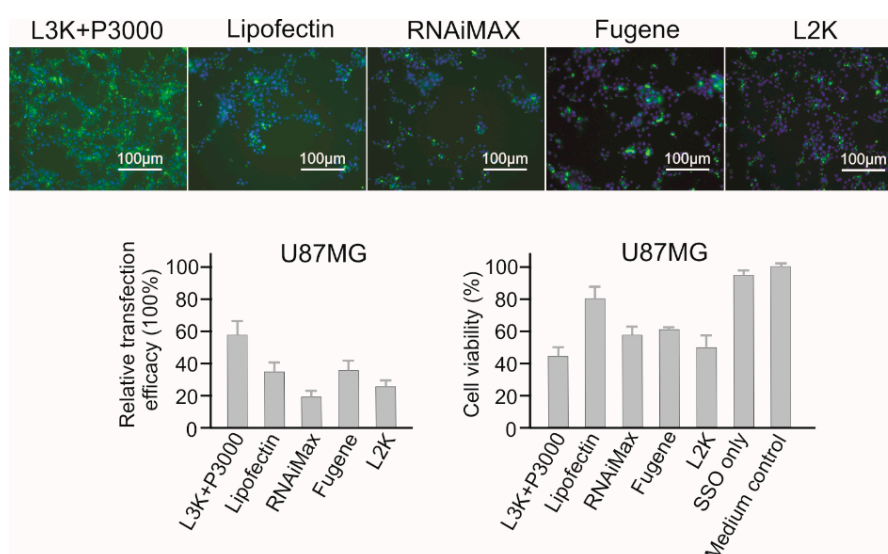 L3K+P3000 Lipofectin RNAiMAX Fugene L2K
100µm 100µm 100µm 100µm 100µm
U87MG
Relative transfection
efficacy (100%)
100
80
60
40
20
0
L3K+P3000
Lipofectin
RNAiMax
Fugene
L2K
U87MG
Cell viability (%)
100
80
60
40
20
0
L3K+P3000
Lipofectin
RNAiMax
Fugene
L2K
SSO only
Medium control